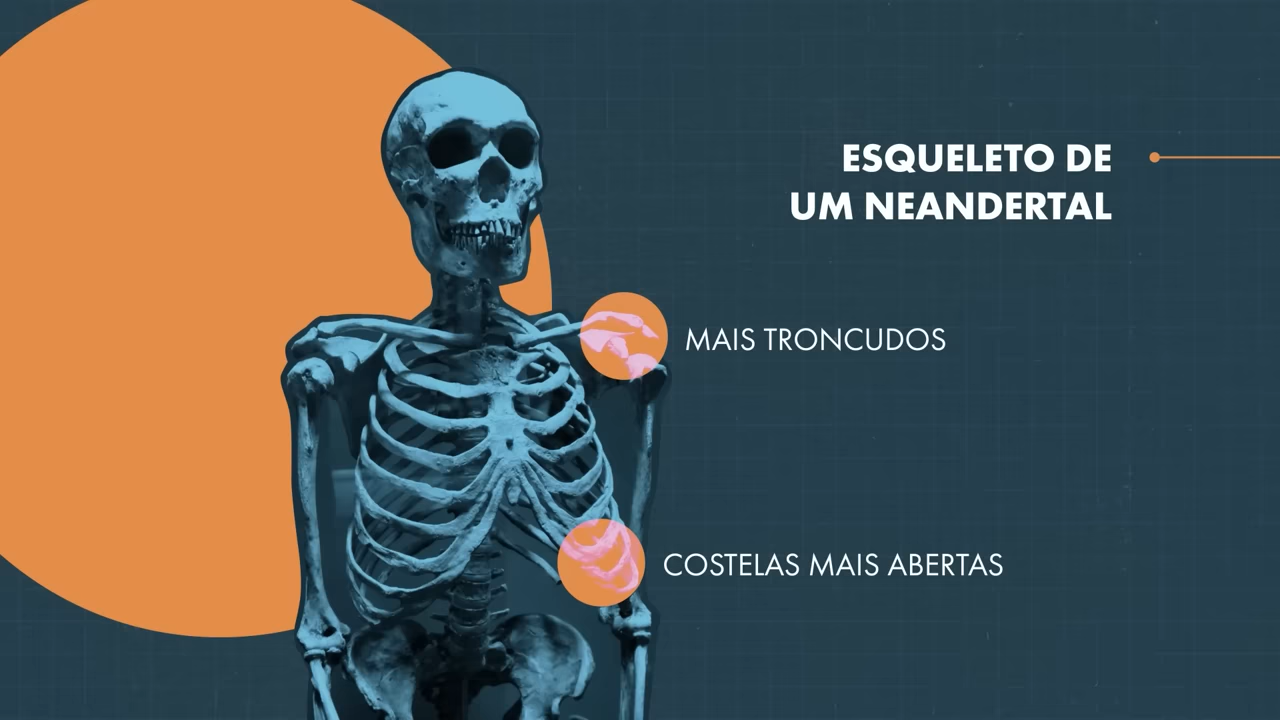 ESQUELETO DE
UM NEANDERTAL
MAIS TRONCUDOS
COSTELAS MAIS ABERTAS